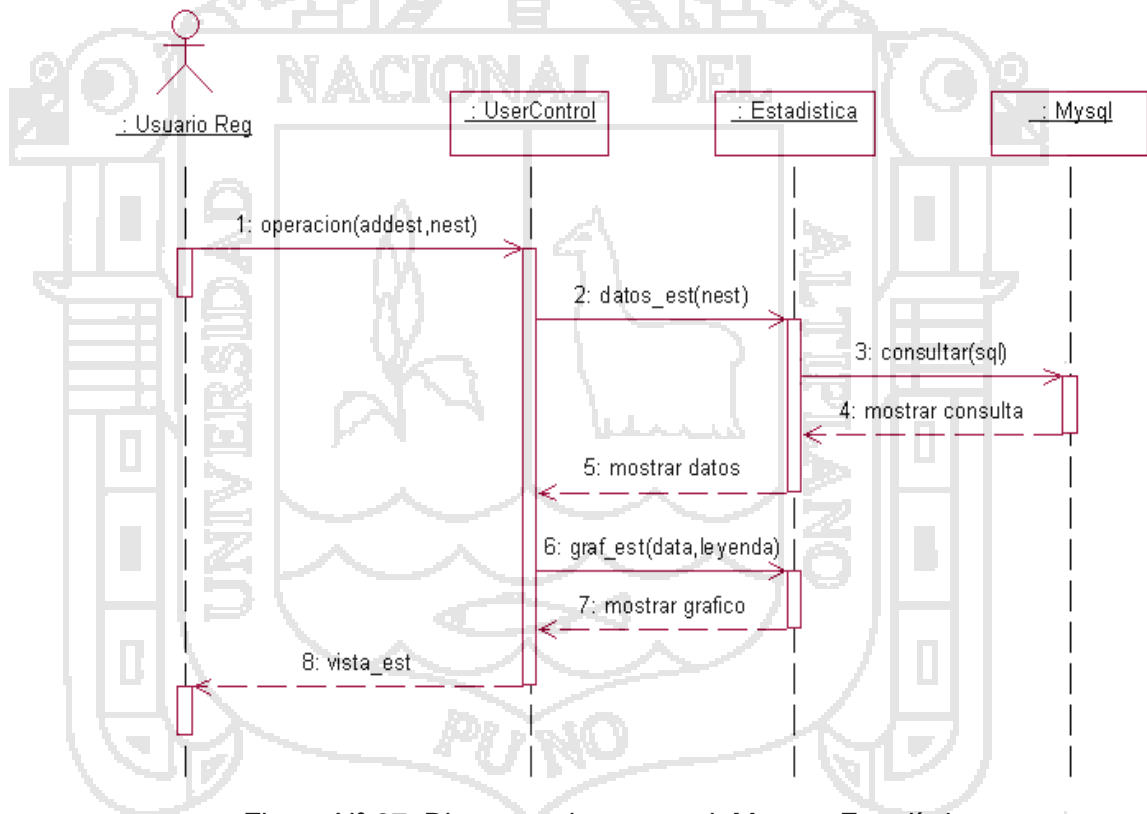 NACIONAL DEL
UNIVERSIDAD
ALTIPLANO
PUNO
: Usuario Reg
: UserControl
: Estadistica
: Mysql
1: operacion(addest,nest)
2: datos_est(nest)
3: consultar(sql)
4: mostrar consulta
5: mostrar datos
6: graf_est(data,leyenda)
7: mostrar grafico
8: vista_est